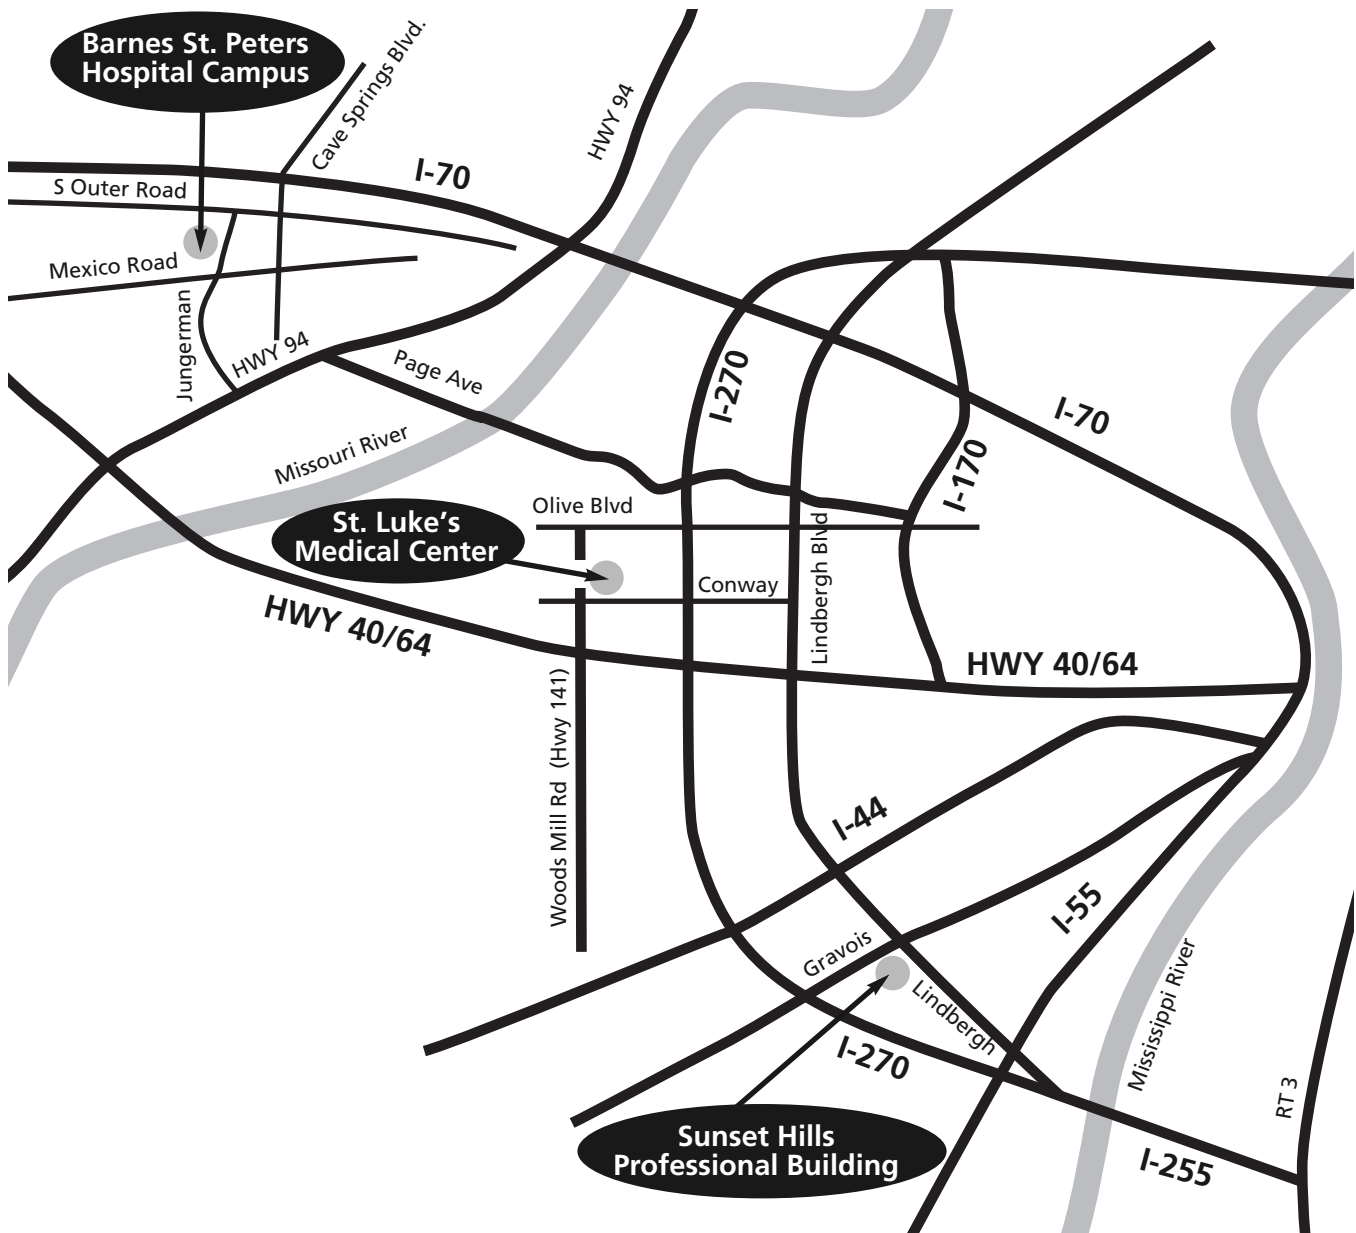 Barnes St. Peters
Hospital Campus
Cave Springs Blvd.
HWY 94
I-70
S Outer Road
Mexico Road
Jungerman
HWY 94
Page Ave
I-270
I-70
Missouri River
I-170
Olive Blvd
St. Luke's
Medical Center
Conway
Lindbergh Blvd
HWY 40/64
HWY 40/64
Woods Mill Rd (Hwy 141)
I-44
I-55
Gravois
Lindbergh
Mississippi River
I-270
RT 3
Sunset Hills
Professional Building
I-255